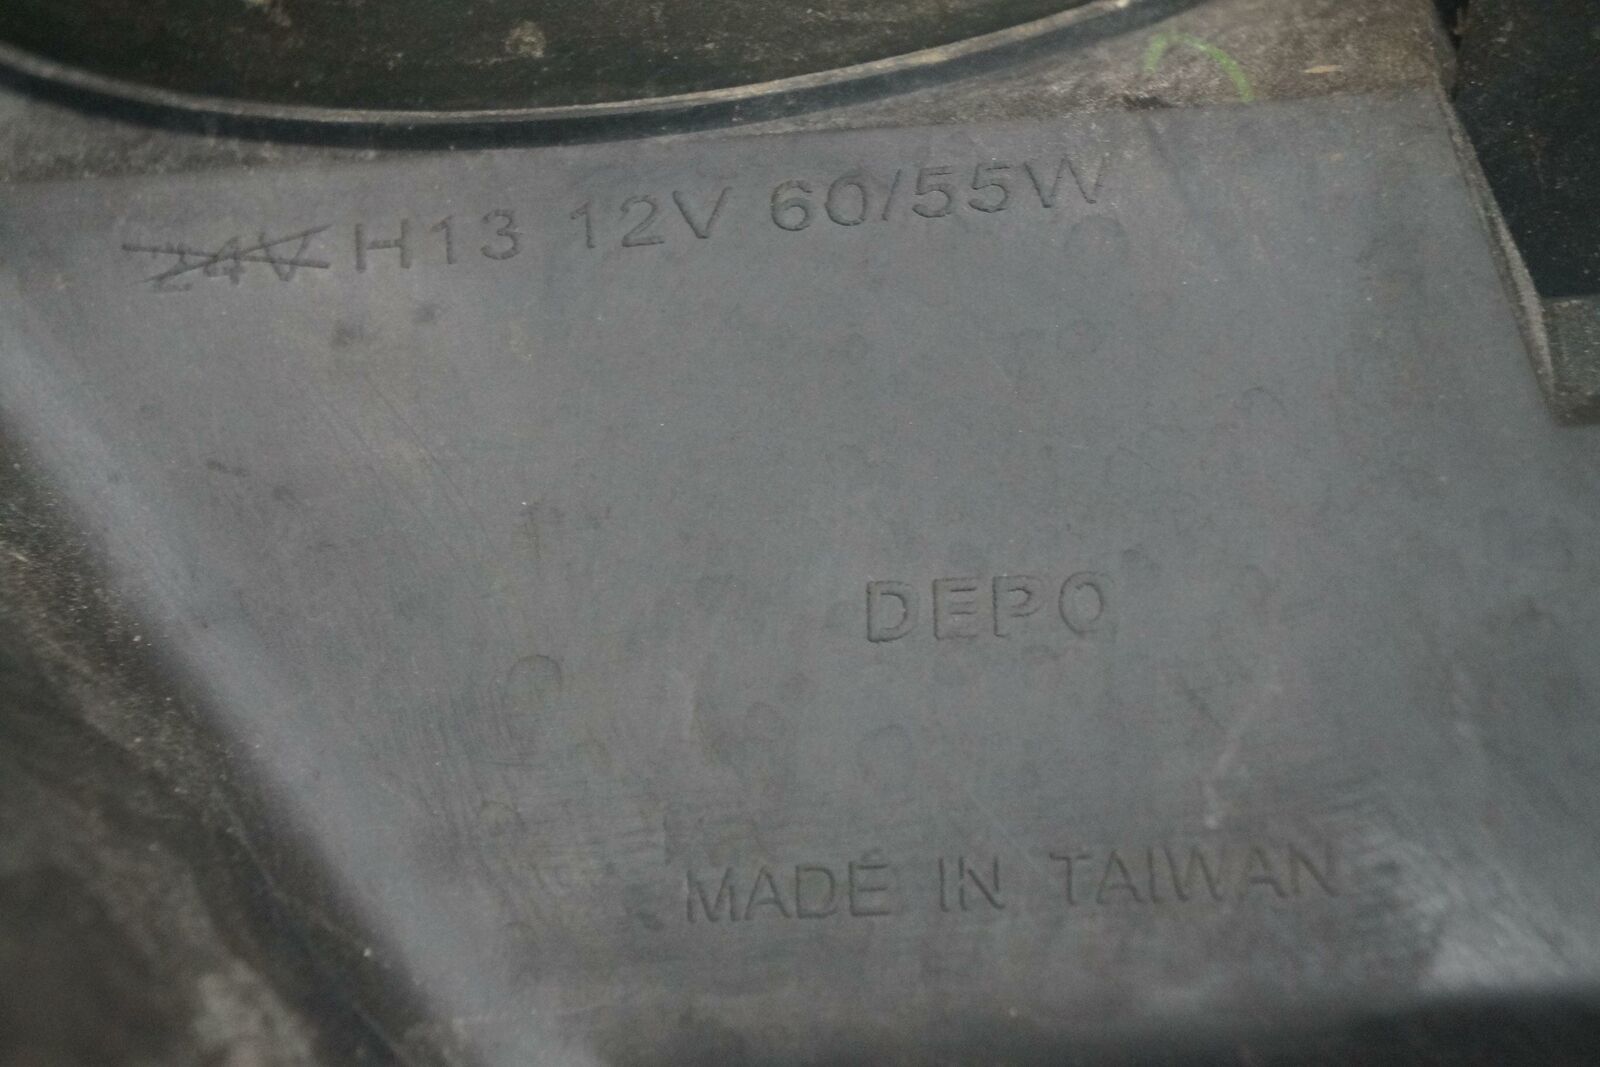 24V H13 12V 60/55W
DEPO
MADE IN TAIWAN